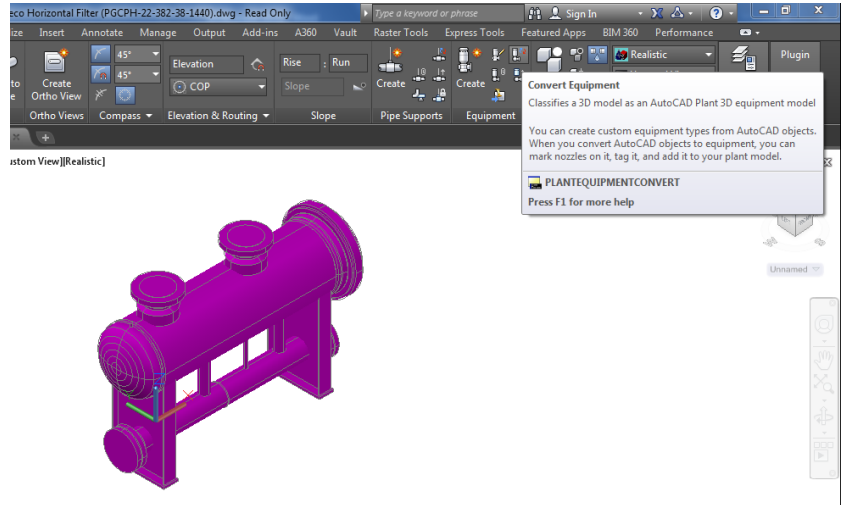 eco Horizontal Filter (PGCPH-22-382-38-1440).dwg - Read Only
Type a keyword or phrase
Sign In
ize Insert Annotate Manage Output Add-ins A360 Vault Raster Tools Express Tools Featured Apps BIM 360 Performance
45°
Elevation
Rise : Run
Realistic
Plugin
to Create
e Ortho View
45°
COP
Slope
Create
Create
Ortho Views Compass Elevation & Routing Slope Pipe Supports Equipment
Convert Equipment
Classifies a 3D model as an AutoCAD Plant 3D equipment model
You can create custom equipment types from AutoCAD objects.
When you convert AutoCAD objects to equipment, you can
mark nozzles on it, tag it, and add it to your plant model.
PLANTEQUIPMENTCONVERT
Press F1 for more help
ustom View][Realistic]
Unnamed